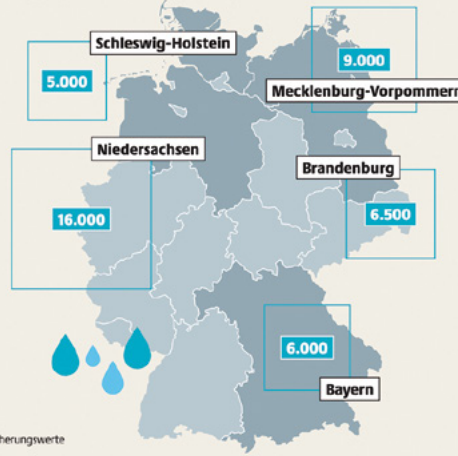 Schleswig-Holstein
5.000
9.000
Mecklenburg-Vorpommern
Niedersachsen
Brandenburg
16.000
6.500
6.000
Bayern